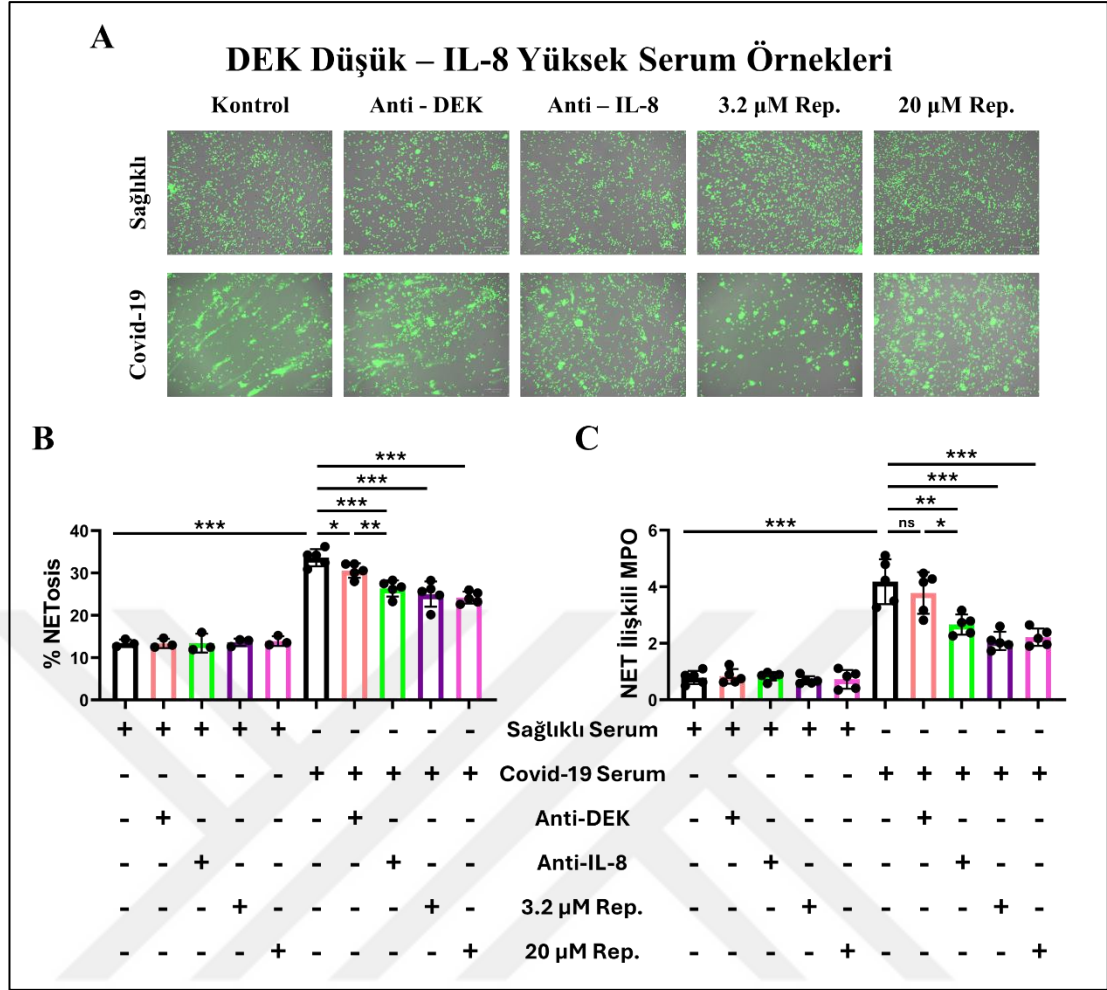 A
DEK Düşük – IL-8 Yüksek Serum Örnekleri
Kontrol Anti - DEK Anti – IL-8 3.2 µM Rep. 20 µM Rep.
Sağlıklı
Covid-19
B
% NETosis
40
30
20
10
0
*** * ** *** *** ***
C
NET İlişkili MPO
6
4
2
0
*** ns * ** *** ***
+ + + + + - - - - - Sağlıklı Serum + + + + + - - - - -
- - - - - + + + + + Covid-19 Serum - - - - - + + + + +
- + - - - - + - - - Anti-DEK - + - - - - + - - -
- - + - - - - + - - Anti-IL-8 - - + - - - - + - -
- - - + - - - - + - 3.2 µM Rep. - - - + - - - - + -
- - - - + - - - - + 20 µM Rep. - - - - + - - - - +